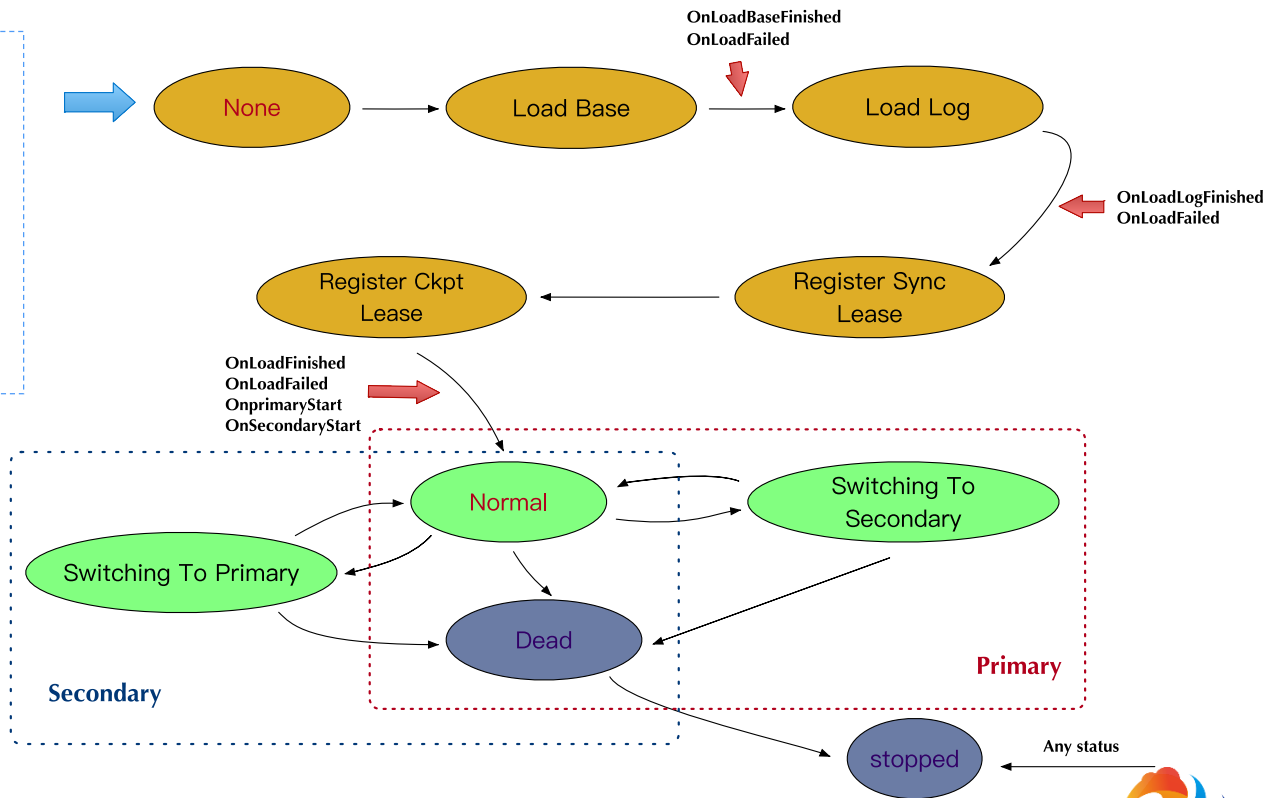 OnLoadBaseFinished
OnLoadFailed
None
Load Base
Load Log
OnLoadLogFinished
OnLoadFailed
Register Ckpt
Lease
Register Sync
Lease
OnLoadFinished
OnLoadFailed
OnprimaryStart
OnSecondaryStart
Normal
Switching To
Secondary
Switching To Primary
Dead
Primary
Secondary
stopped
Any status